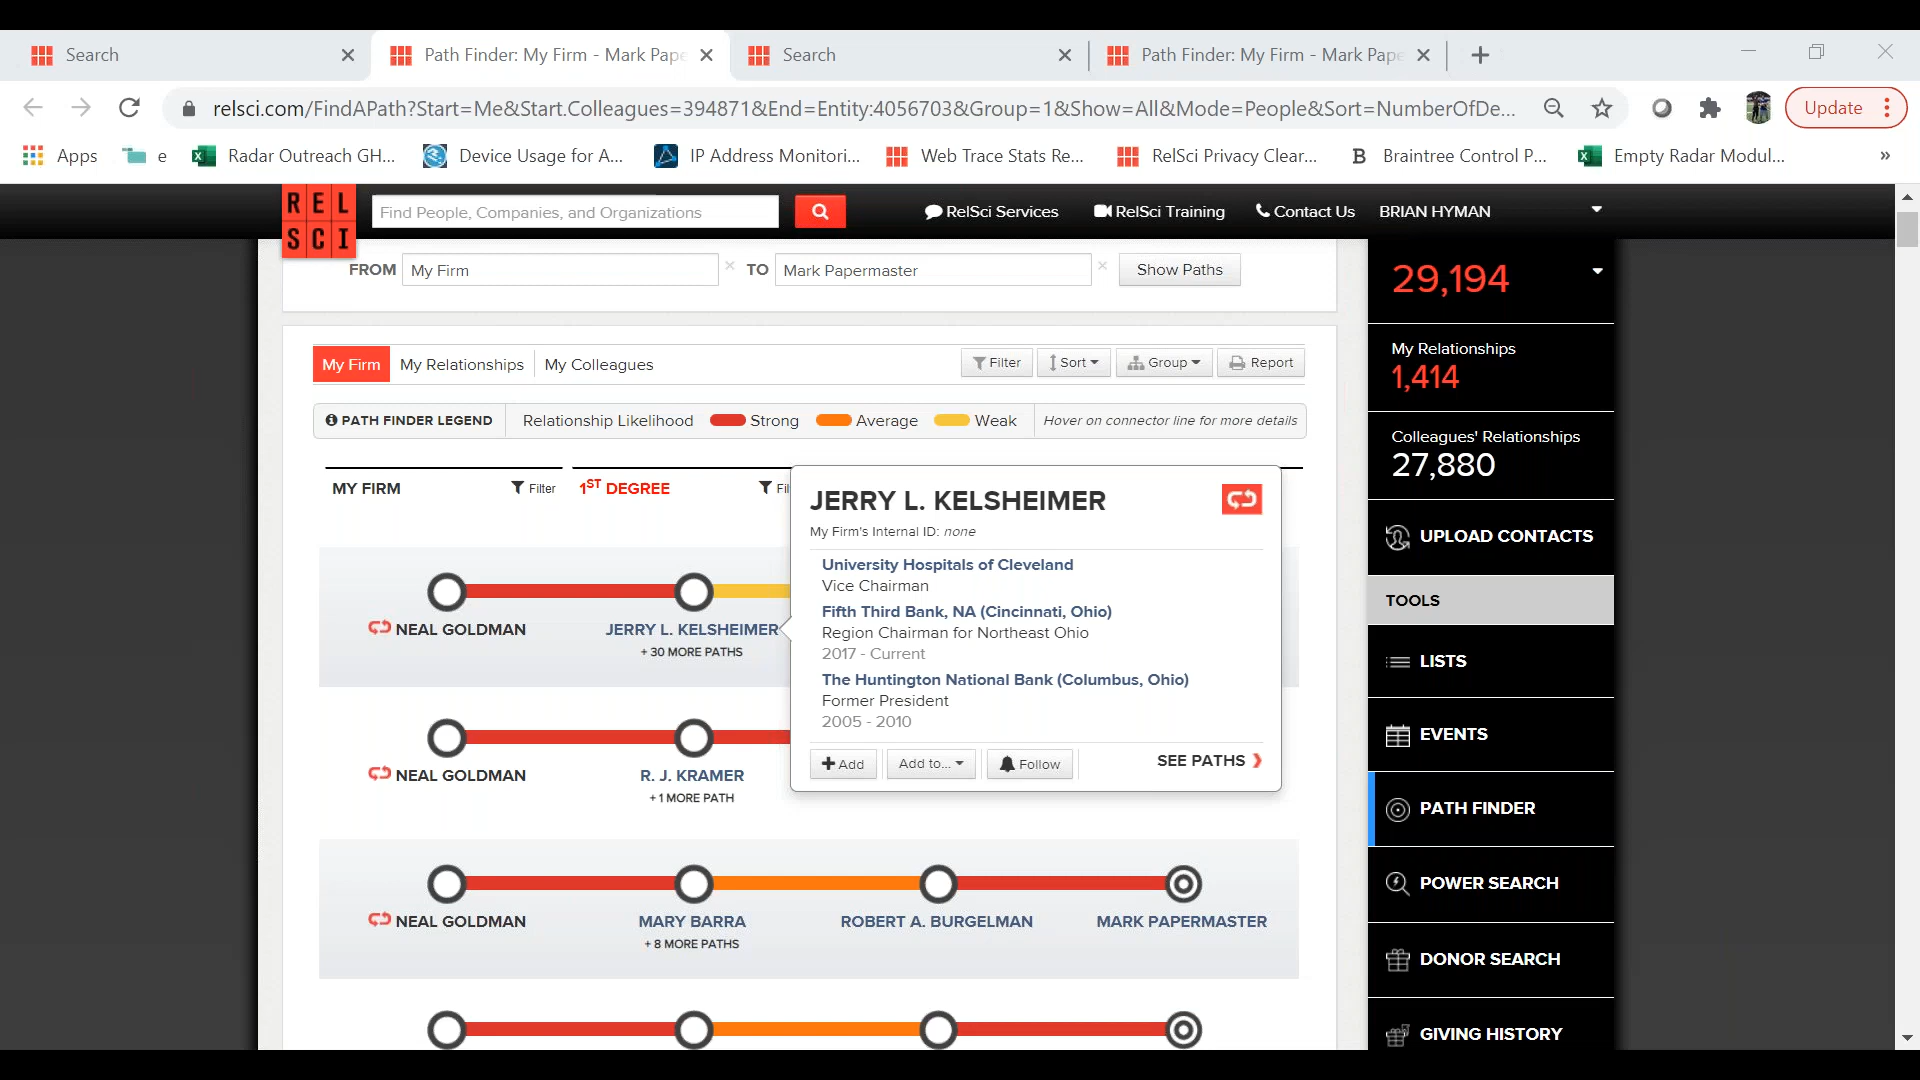 Search
Path Finder: My Firm - Mark Pape
Search
Path Finder: My Firm - Mark Pape
relsci.com/FindAPath?Start=Me&Start.Colleagues=394871&End=Entity:4056703&Group=1&Show=All&Mode=People&Sort=NumberOfDe...
Update
Apps
e
Radar Outreach GH...
Device Usage for A...
IP Address Monitori...
Web Trace Stats Re...
RelSci Privacy Clear...
Braintree Control P...
Empty Radar Modul...
»
REL
SCI
Find People, Companies, and Organizations
RelSci Services
RelSci Training
Contact Us
BRIAN HYMAN
FROM My Firm
TO Mark Papermaster
Show Paths
29,194
My Firm
My Relationships
My Colleagues
Filter
Sort
Group
Report
My Relationships
1,414
PATH FINDER LEGEND
Relationship Likelihood
Strong
Average
Weak
Hover on connector line for more details
Colleagues' Relationships
27,880
MY FIRM
Filter
1ST DEGREE
Fil
JERRY L. KELSHEIMER
My Firm's Internal ID: none
University Hospitals of Cleveland
Vice Chairman
Fifth Third Bank, NA (Cincinnati, Ohio)
Region Chairman for Northeast Ohio
2017 - Current
The Huntington National Bank (Columbus, Ohio)
Former President
2005 - 2010
Add
Add to...
Follow
SEE PATHS
NEAL GOLDMAN
JERRY L. KELSHEIMER
+ 30 MORE PATHS
NEAL GOLDMAN
R. J. KRAMER
+ 1 MORE PATH
NEAL GOLDMAN
MARY BARRA
+ 8 MORE PATHS
ROBERT A. BURGELMAN
MARK PAPERMASTER
UPLOAD CONTACTS
TOOLS
LISTS
EVENTS
PATH FINDER
POWER SEARCH
DONOR SEARCH
GIVING HISTORY